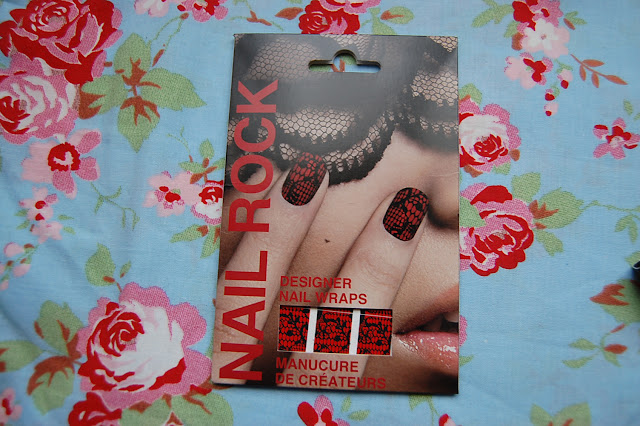 NAIL ROCK
DESIGNER
NAIL WRAPS
MANUCURE
DE CRÉATEURS